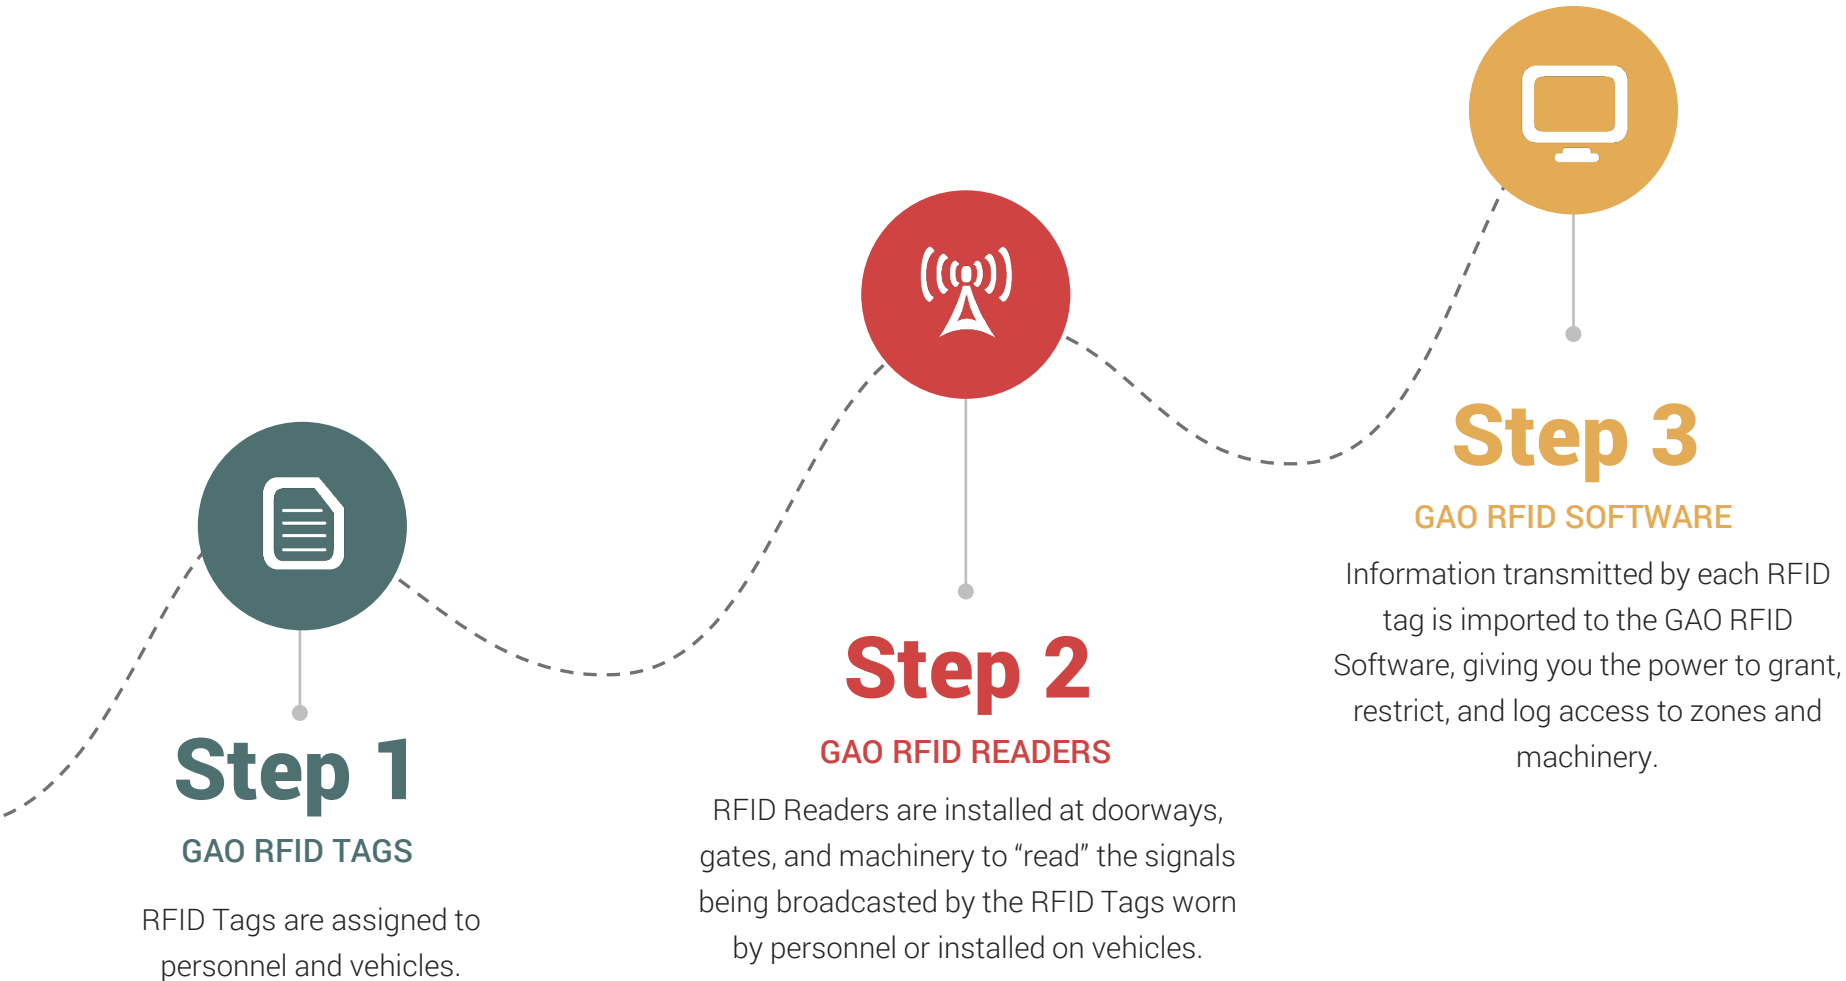 Step 1
GAO RFID TAGS
RFID Tags are assigned to
personnel and vehicles.
Step 2
GAO RFID READERS
RFID Readers are installed at doorways,
gates, and machinery to “read” the signals
being broadcasted by the RFID Tags worn
by personnel or installed on vehicles.
Step 3
GAO RFID SOFTWARE
Information transmitted by each RFID
tag is imported to the GAO RFID
Software, giving you the power to grant,
restrict, and log access to zones and
machinery.